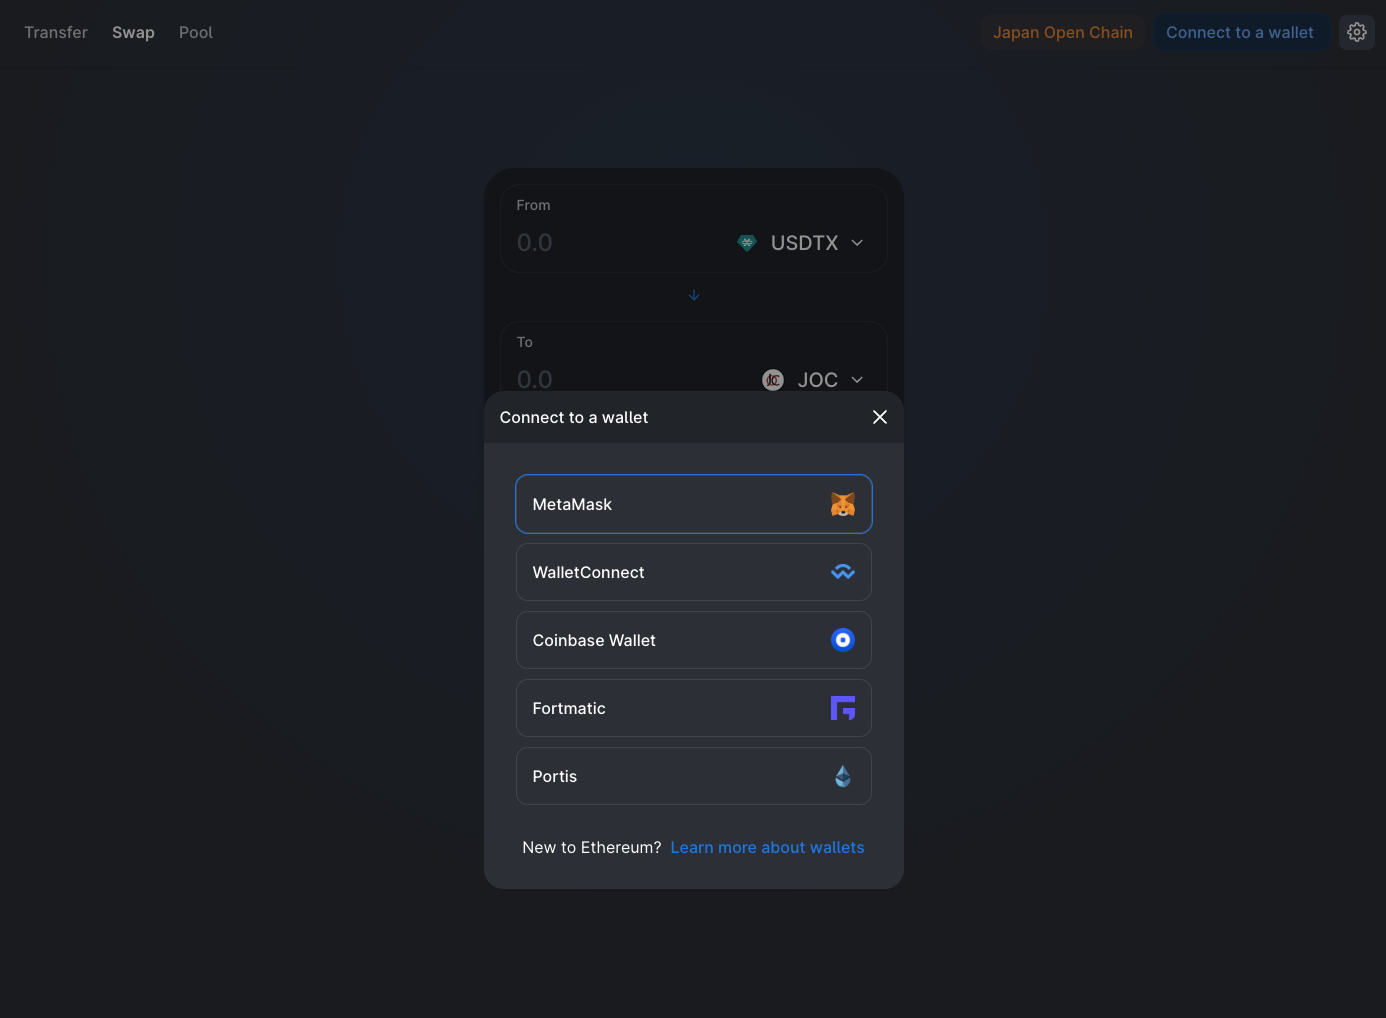 Transfer Swap Pool Japan Open Chain Connect to a wallet
From
0.0 USDTX
To
0.0 JOC
Connect to a wallet
MetaMask
WalletConnect
Coinbase Wallet
Fortmatic
Portis
New to Ethereum? Learn more about wallets